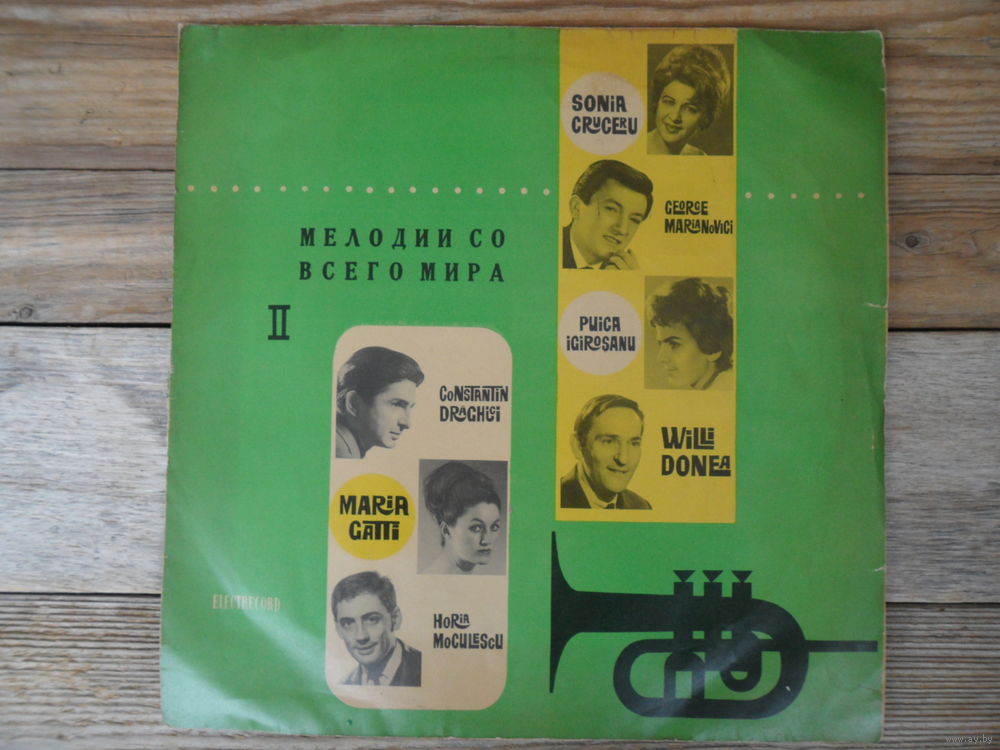 SONIA
CRUCERU
GEORGE
MARIANOVICI
МЕЛОДИИ СО
ВСЕГО МИРА
II
PUICA
IGIROȘANU
CONSTANTIN
DRAGHICI
WILLI
DONEA
MARIA
GATTI
HORIA
MOCULESCU
ELECTRECORD
www.ay.by